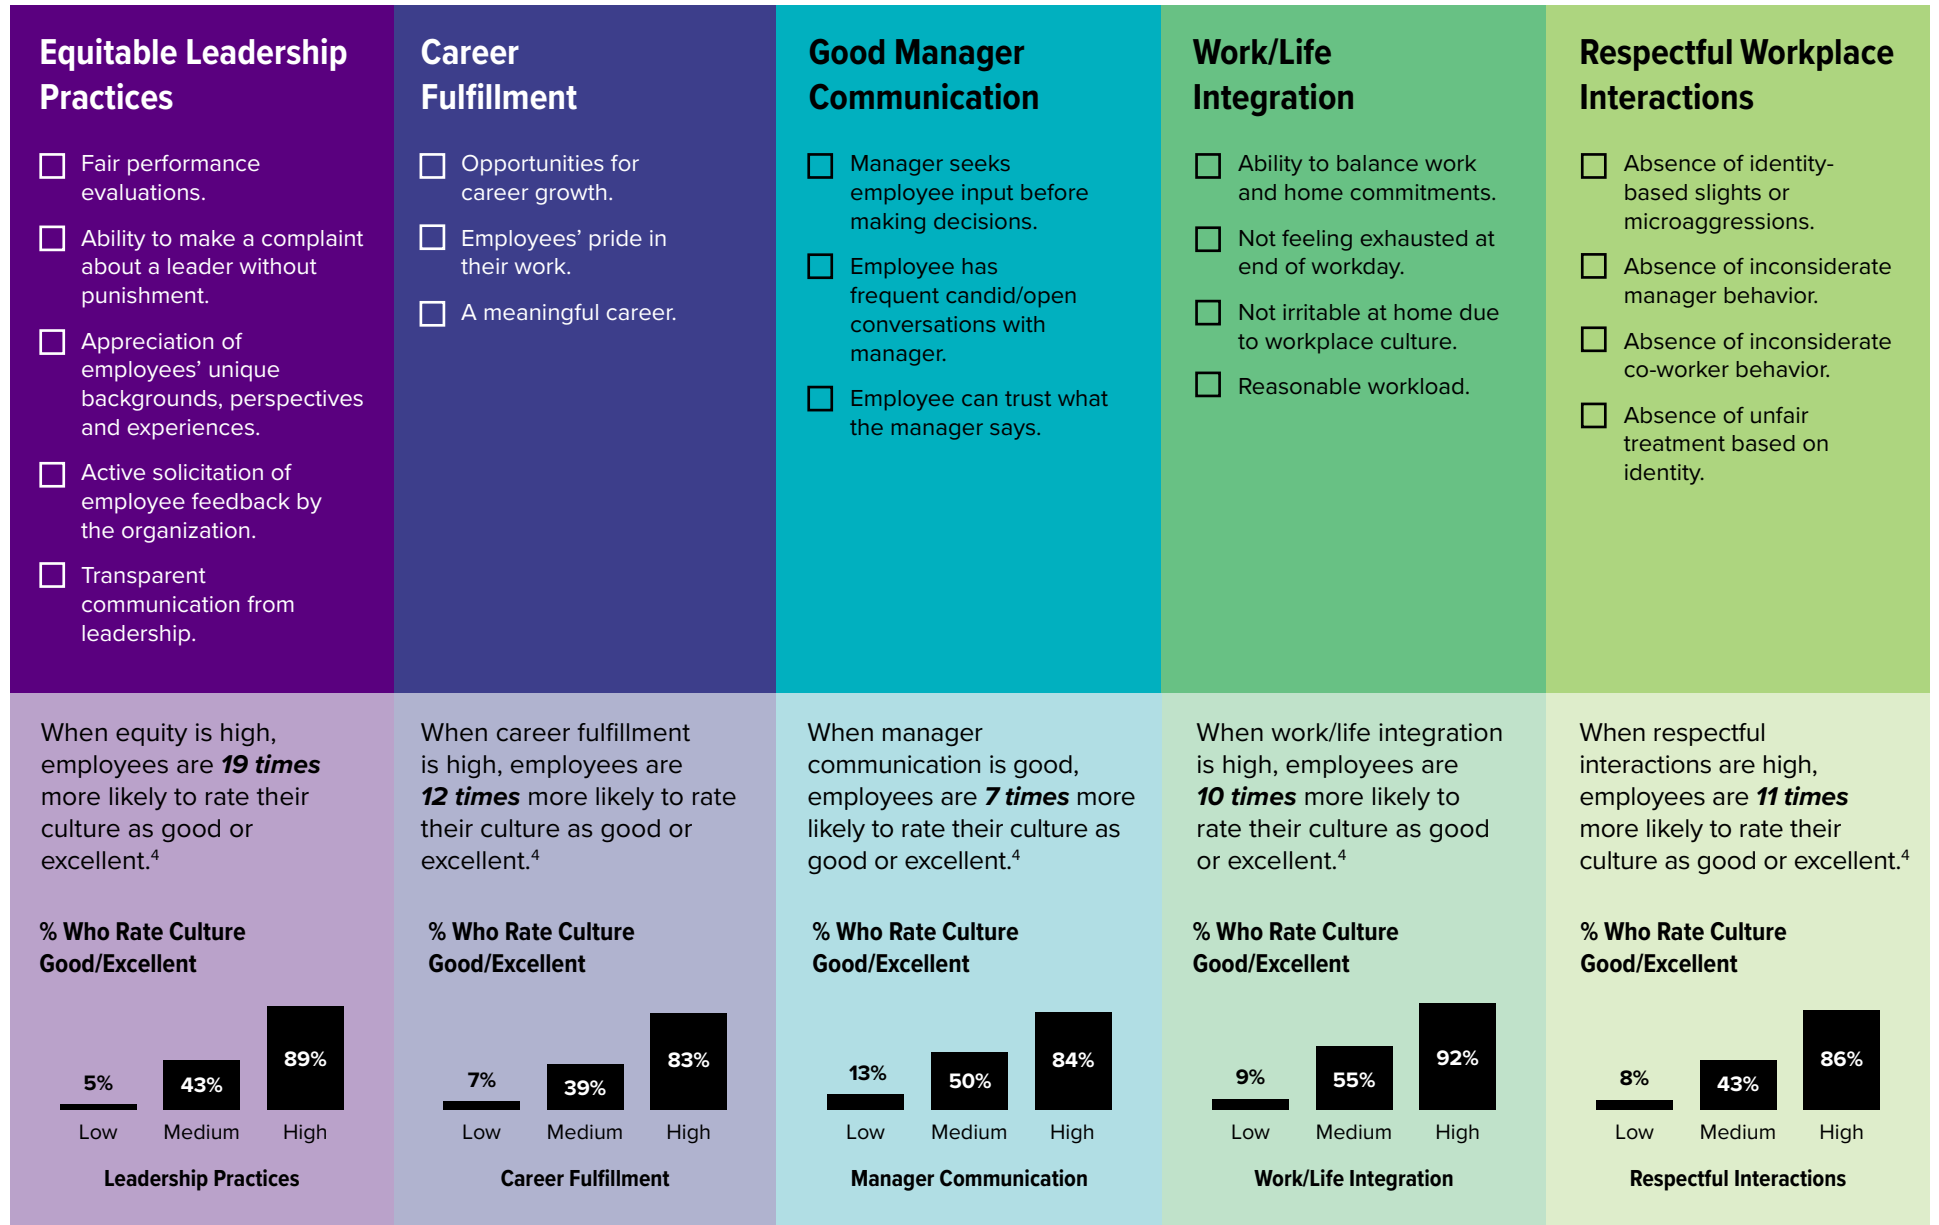 Equitable Leadership
Practices
Fair performance
evaluations.
Ability to make a complaint
about a leader without
punishment.
Appreciation of
employees’ unique
backgrounds, perspectives
and experiences.
Active solicitation of
employee feedback by
the organization.
Transparent
communication from
leadership.
When equity is high,
employees are 19 times
more likely to rate their
culture as good or
excellent.4
% Who Rate Culture
Good/Excellent
5%
43%
89%
Low
Medium
High
Leadership Practices
Career
Fulfillment
Opportunities for
career growth.
Employees’ pride in
their work.
A meaningful career.
When career fulfillment
is high, employees are
12 times more likely to rate
their culture as good or
excellent.4
% Who Rate Culture
Good/Excellent
7%
39%
83%
Low
Medium
High
Career Fulfillment
Good Manager
Communication
Manager seeks
employee input before
making decisions.
Employee has
frequent candid/open
conversations with
manager.
Employee can trust what
the manager says.
When manager
communication is good,
employees are 7 times more
likely to rate their culture as
good or excellent.4
% Who Rate Culture
Good/Excellent
13%
50%
84%
Low
Medium
High
Manager Communication
Work/Life
Integration
Ability to balance work
and home commitments.
Not feeling exhausted at
end of workday.
Not irritable at home due
to workplace culture.
Reasonable workload.
When work/life integration
is high, employees are
10 times more likely to
rate their culture as good
or excellent.4
% Who Rate Culture
Good/Excellent
9%
55%
92%
Low
Medium
High
Work/Life Integration
Respectful Workplace
Interactions
Absence of identity-
based slights or
microaggressions.
Absence of inconsiderate
manager behavior.
Absence of inconsiderate
co-worker behavior.
Absence of unfair
treatment based on
identity.
When respectful
interactions are high,
employees are 11 times
more likely to rate their
culture as good or excellent.4
% Who Rate Culture
Good/Excellent
8%
43%
86%
Low
Medium
High
Respectful Interactions